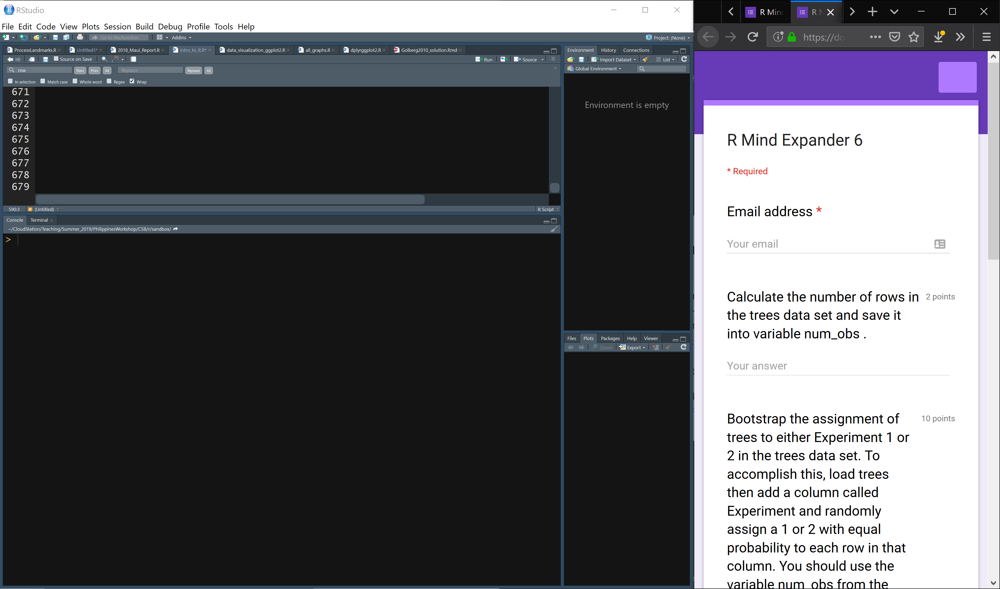 RStudio
File Edit Code View Plots Session Build Debug Profile Tools Help
Go to file/function Addins Project: (None)
ProcessLandmarks.R Untitled1* 2018_Maui_Report.R intro_to_R.R* data_visualization_ggplot2.R all_graphs.R dplyrggplot2.R Golberg2010_solution.Rmd
Source on Save Run Source
row Next Prev All Replace Replace All
In selection Match case Whole word Regex Wrap
671
672
673
674
675
676
677
678
679
590:3 # (Untitled) R Script
Console Terminal
~/CloudStation/Teaching/Summer_2019/PhilippinesWorkshop/CSB/r/sandbox/
>
Environment History Connections
Import Dataset List
Global Environment
Environment is empty
Files Plots Packages Help Viewer
Zoom Export
R Mind R M
https://do
R Mind Expander 6
* Required
Email address *
Your email
Calculate the number of rows in 2 points
the trees data set and save it
into variable num_obs .
Your answer
Bootstrap the assignment of 10 points
trees to either Experiment 1 or
2 in the trees data set. To
accomplish this, load trees
then add a column called
Experiment and randomly
assign a 1 or 2 with equal
probability to each row in that
column. You should use the
variable num_obs from the